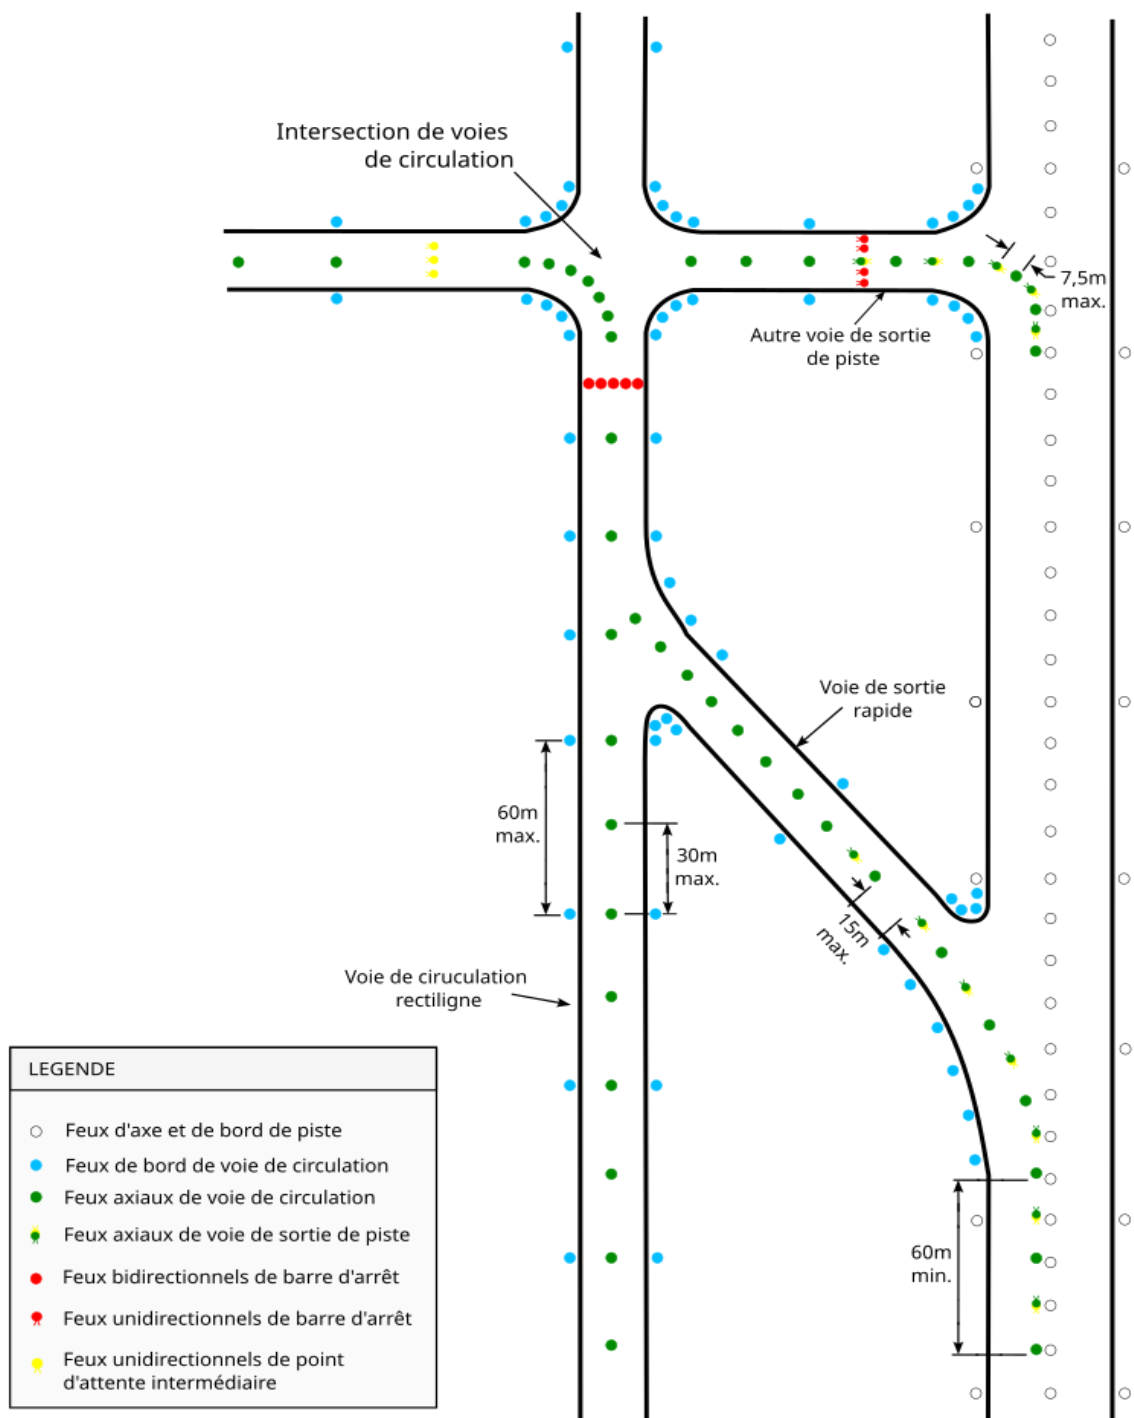 Intersection de voies
de circulation
7,5m
max.
Autre voie de sortie
de piste
Voie de sortie
rapide
60m
max.
30m
max.
15m
max.
Voie de ciruculation
rectiligne
60m
min.
LEGENDE
Feux d'axe et de bord de piste
Feux de bord de voie de circulation
Feux axiaux de voie de circulation
Feux axiaux de voie de sortie de piste
Feux bidirectionnels de barre d'arrêt
Feux unidirectionnels de barre d'arrêt
Feux unidirectionnels de point
d'attente intermédiaire